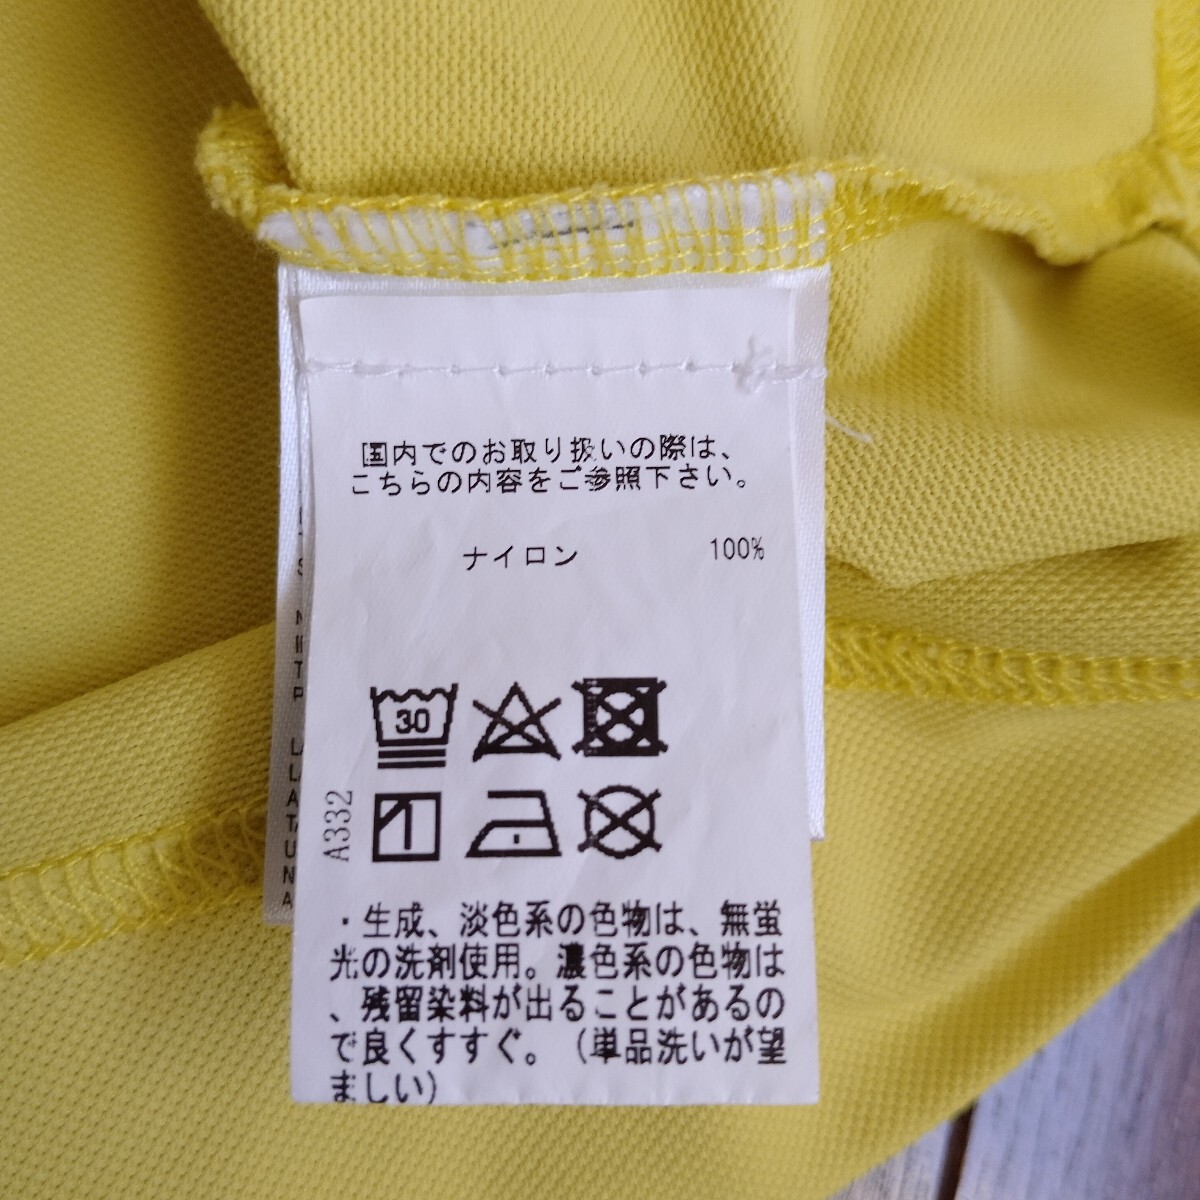 国内でのお取り扱いの際は、
こちらの内容をご参照下さい。
ナイロン 100%
30
A332
・生成、淡色系の色物は、無蛍
光の洗剤使用。濃色系の色物は
、残留染料が出ることがあるの
で良くすすぐ。（単品洗いが望
ましい）